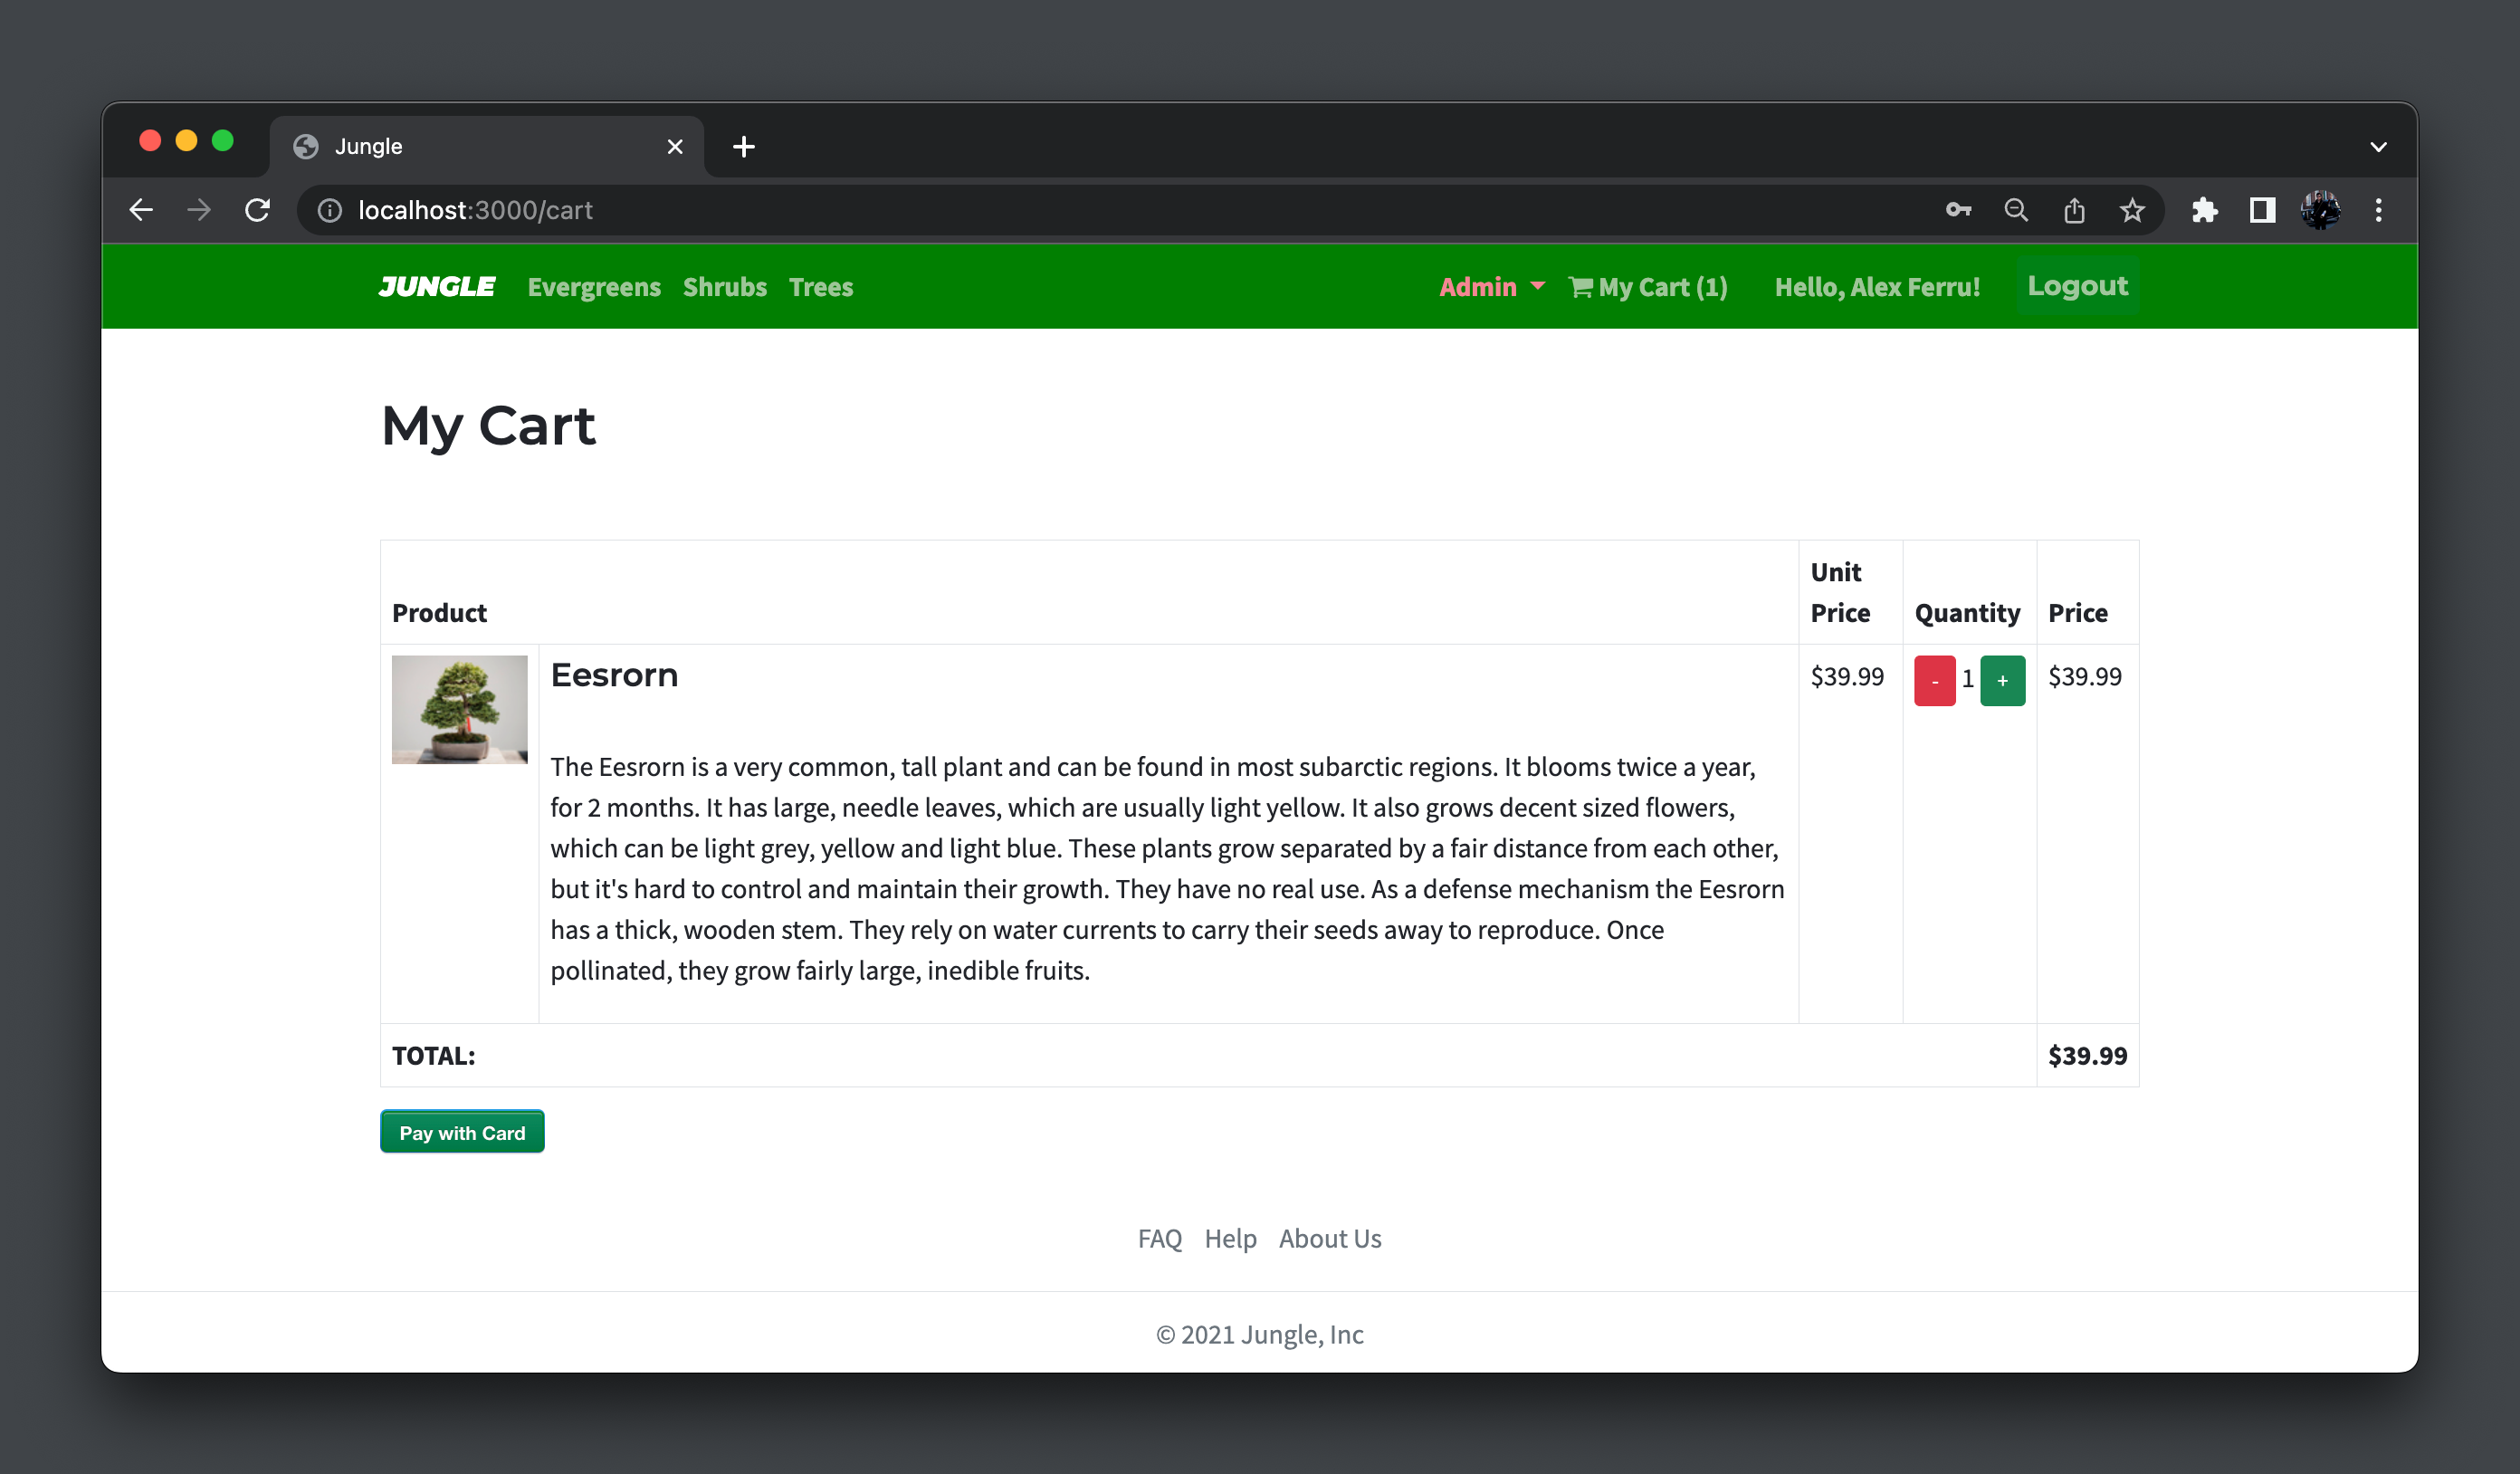 Jungle
localhost:3000/cart
JUNGLE Evergreens Shrubs Trees Admin My Cart (1) Hello, Alex Ferru! Logout
My Cart
Product Unit Price Quantity Price
Eesrorn $39.99 - 1 + $39.99
The Eesrorn is a very common, tall plant and can be found in most subarctic regions. It blooms twice a year,
for 2 months. It has large, needle leaves, which are usually light yellow. It also grows decent sized flowers,
which can be light grey, yellow and light blue. These plants grow separated by a fair distance from each other,
but it's hard to control and maintain their growth. They have no real use. As a defense mechanism the Eesrorn
has a thick, wooden stem. They rely on water currents to carry their seeds away to reproduce. Once
pollinated, they grow fairly large, inedible fruits.
TOTAL: $39.99
Pay with Card
FAQ Help About Us
© 2021 Jungle, Inc